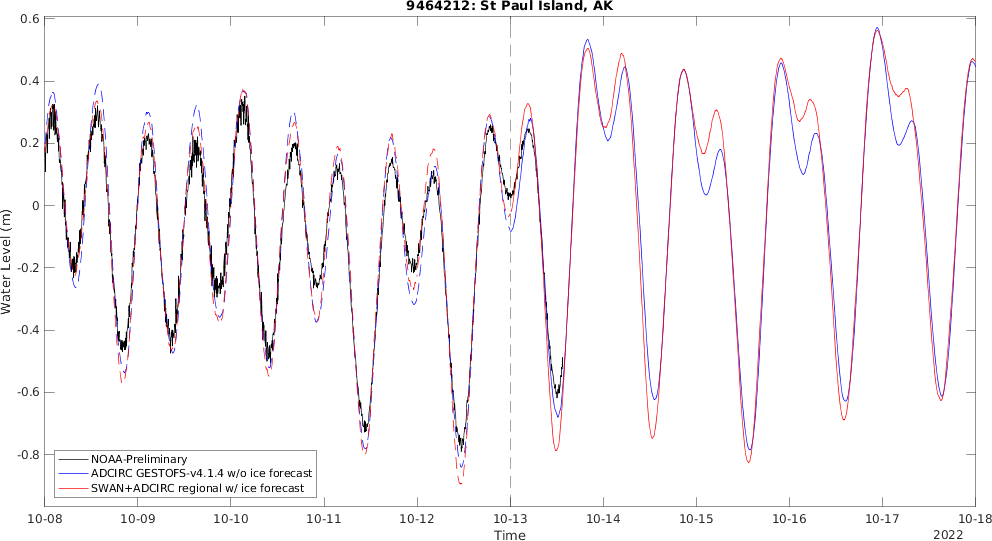 9464212: St Paul Island, AK
Water Level (m)
0.6
0.4
0.2
0
-0.2
-0.4
-0.6
-0.8
NOAA-Preliminary
ADCIRC GESTOFS-v4.1.4 w/o ice forecast
SWAN+ADCIRC regional w/ ice forecast
10-08 10-09 10-10 10-11 10-12 10-13 10-14 10-15 10-16 10-17 10-18
Time
2022